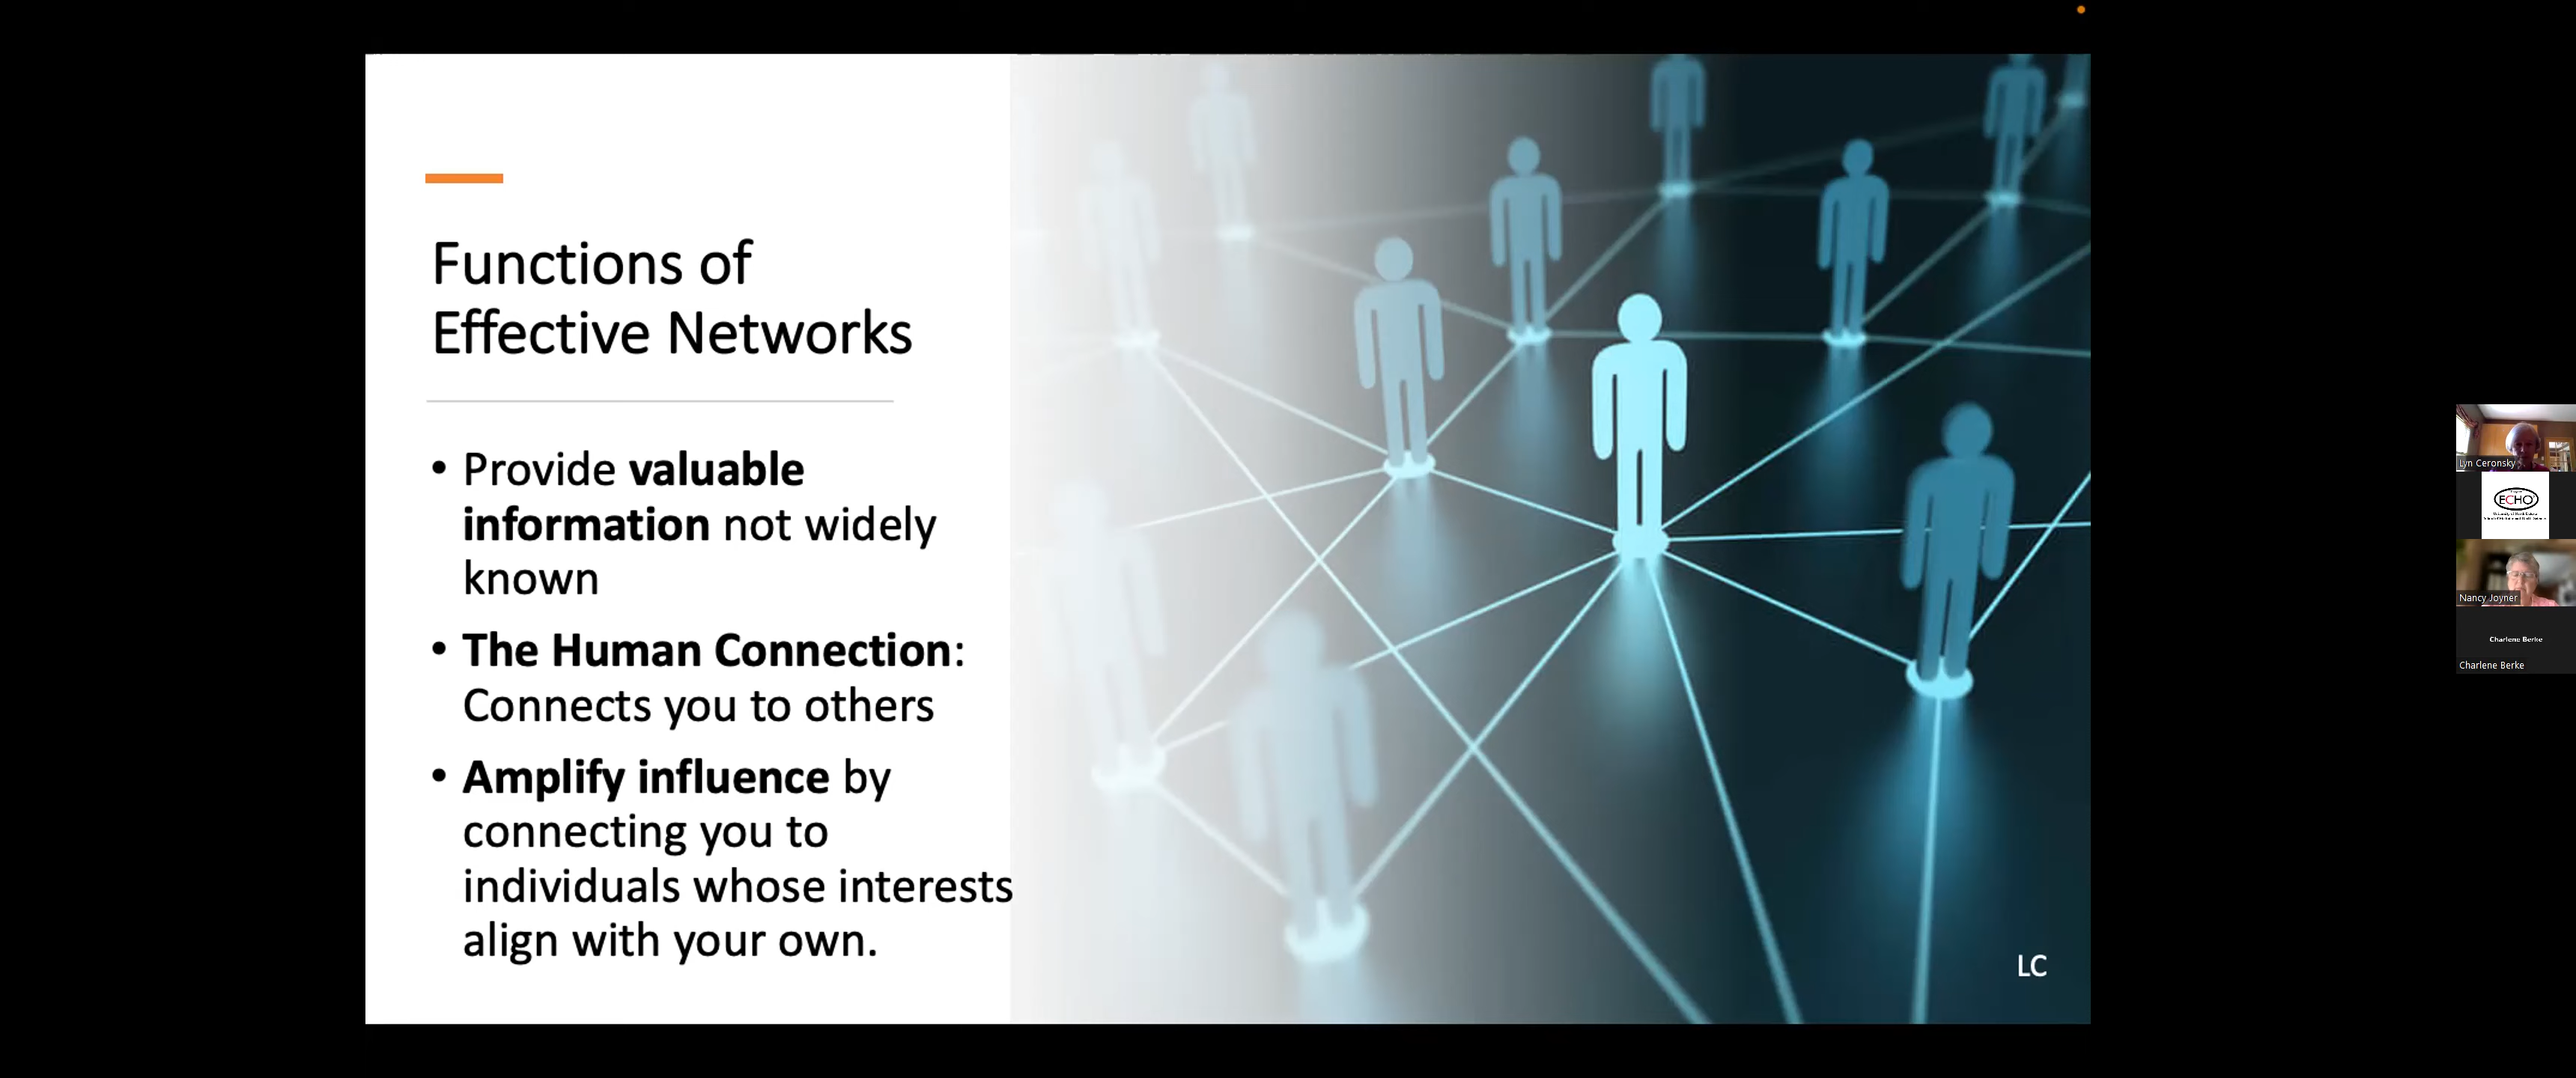 Functions of
Effective Networks
• Provide valuable
information not widely
known
• The Human Connection:
Connects you to others
• Amplify influence by
connecting you to
individuals whose interests
align with your own.
LC
Lyn Ceronsky
ECHO
Nancy Joyner
Charlene Berke
Charlene Berke